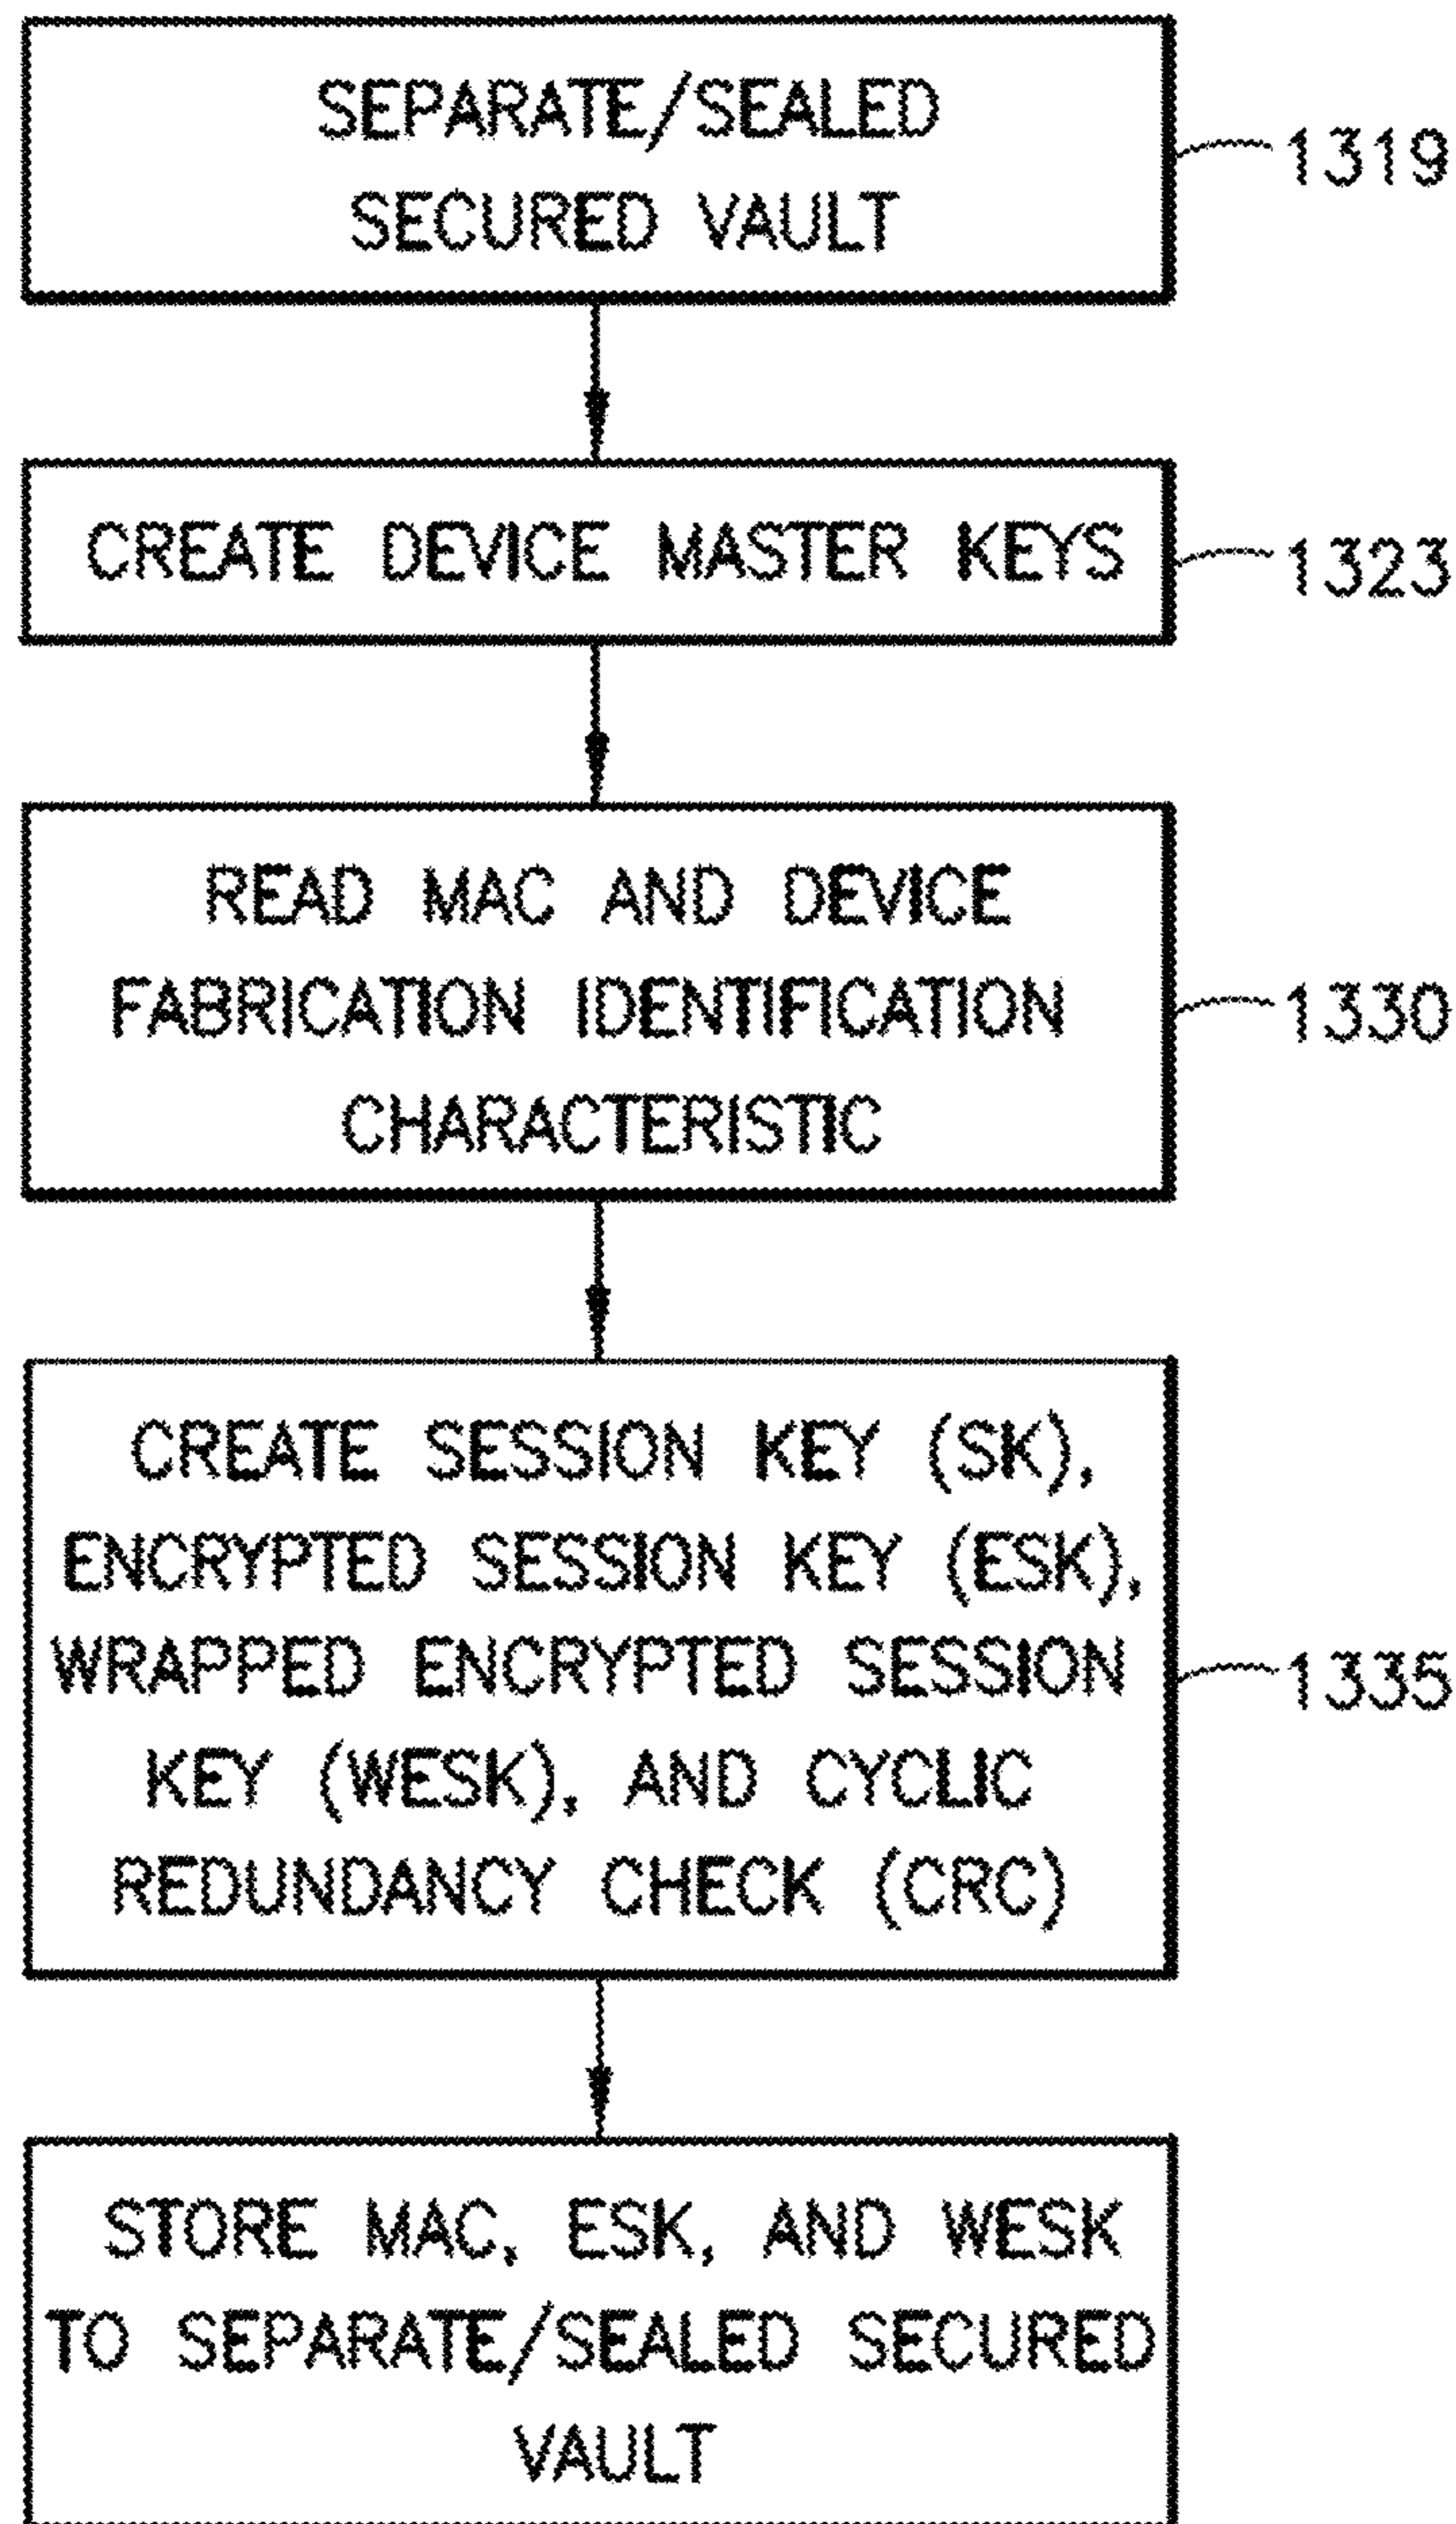 SEPARATE/SEALED
SECURED VAULT
1319
CREATE DEVICE MASTER KEYS
1323
READ MAC AND DEVICE
FABRICATION IDENTIFICATION
CHARACTERISTIC
1330
CREATE SESSION KEY (SK),
ENCRYPTED SESSION KEY (ESK),
WRAPPED ENCRYPTED SESSION
KEY (WESK), AND CYCLIC
REDUNDANCY CHECK (CRC)
1335
STORE MAC, ESK, AND WESK
TO SEPARATE/SEALED SECURED
VAULT